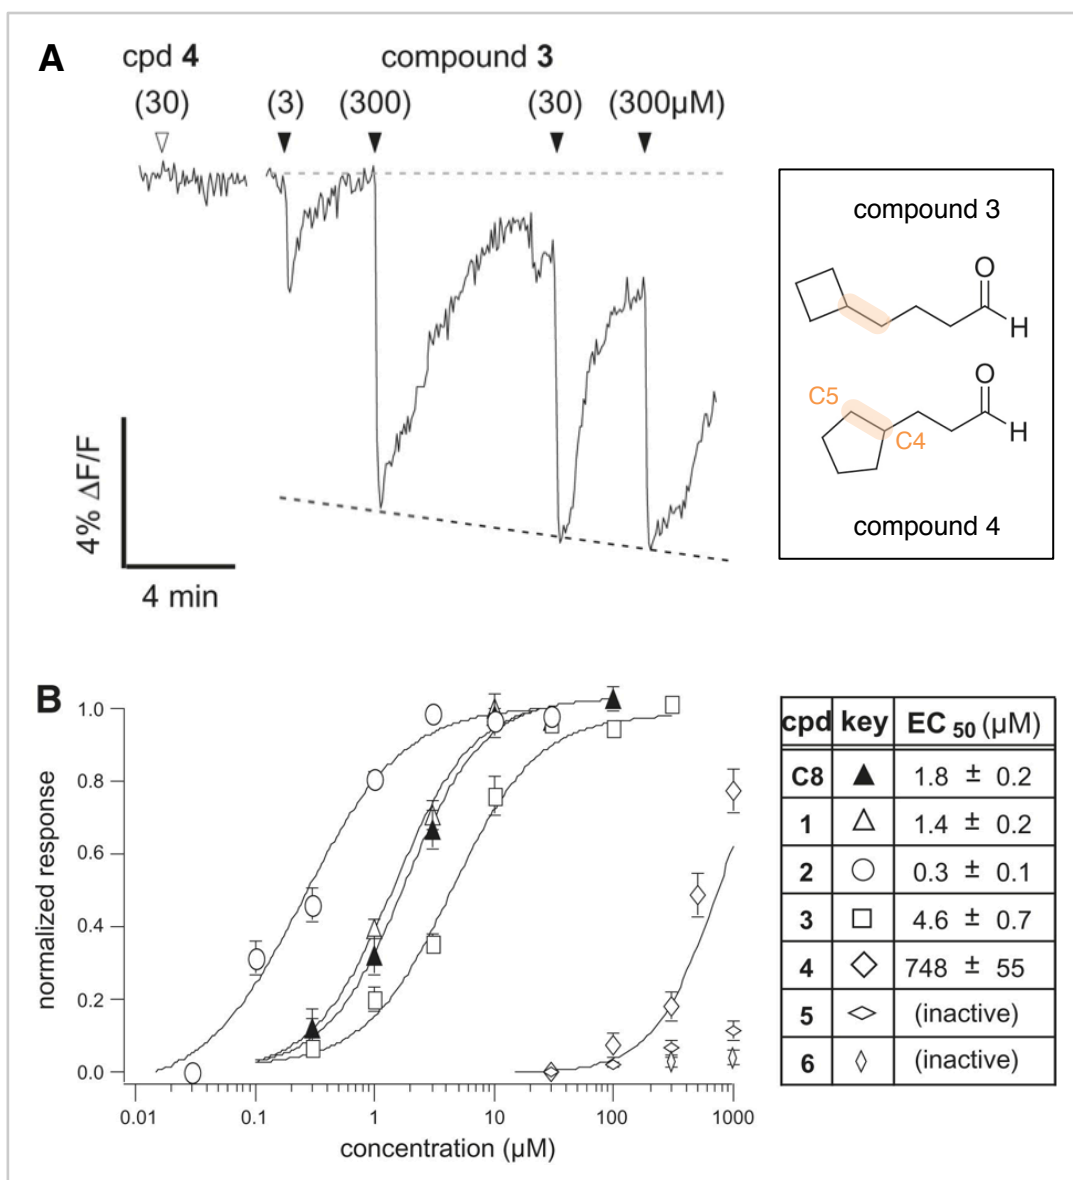 A
cpd 4 compound 3
(30) (3) (300) (30) (300μM)
4% ΔF/F
4 min
compound 3
O
H
O
C5
H
C4
compound 4
B
normalized response
1.0
0.8
0.6
0.4
0.2
0.0
0.01 0.1 1 10 100 1000
concentration (μM)
cpd key EC 50 (μM)
C8 1.8 ± 0.2
1 1.4 ± 0.2
2 0.3 ± 0.1
3 4.6 ± 0.7
4 748 ± 55
5 (inactive)
6 (inactive)